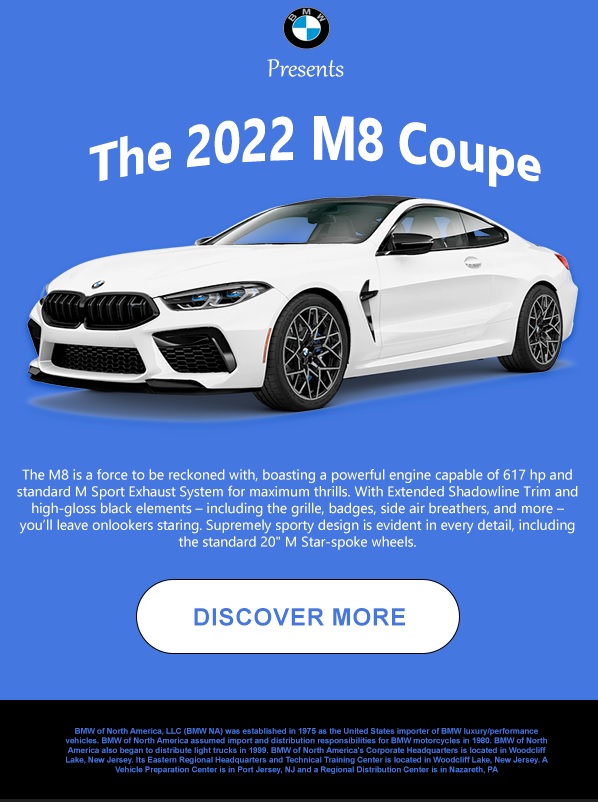 BMW
Presents
The 2022 M8 Coupe
The M8 is a force to be reckoned with, boasting a powerful engine capable of 617 hp and
standard M Sport Exhaust System for maximum thrills. With Extended Shadowline Trim and
high-gloss black elements – including the grille, badges, side air breathers, and more –
you'll leave onlookers staring. Supremely sporty design is evident in every detail, including
the standard 20" M Star-spoke wheels.
DISCOVER MORE
BMW of North America, LLC (BMW NA) was established in 1975 as the United States importer of BMW luxury/performance
vehicles. BMW of North America assumed import and distribution responsibilities for BMW motorcycles in 1980. BMW of North
America also began to distribute light trucks in 1999. BMW of North America's Corporate Headquarters is located in Woodcliff
Lake, New Jersey. Its Eastern Regional Headquarters and Technical Training Center is located in Woodcliff Lake, New Jersey. A
Vehicle Preparation Center is in Port Jersey, NJ and a Regional Distribution Center is in Nazareth, PA